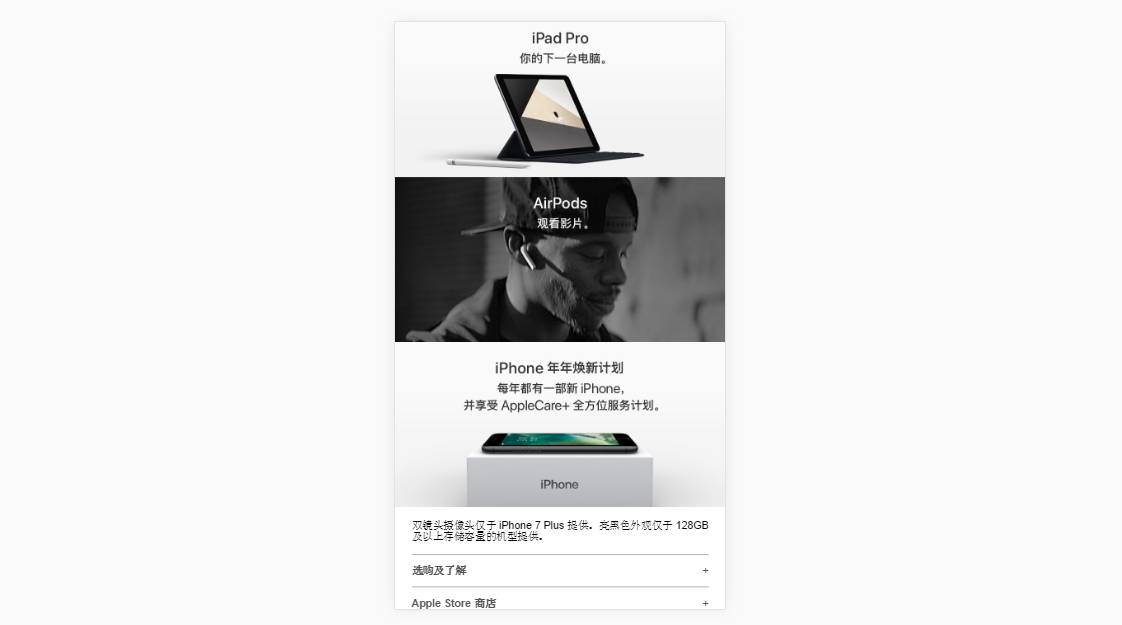 iPad Pro
你的下一台电脑。
AirPods
观看影片。
iPhone 年年焕新计划
每年都有一部新 iPhone，
并享受 AppleCare+ 全方位服务计划。
iPhone
双镜头摄像头仅于 iPhone 7 Plus 提供。亮黑色外观仅于 128GB
及以上存储容量的机型提供。
选购及了解 +
Apple Store 商店 +